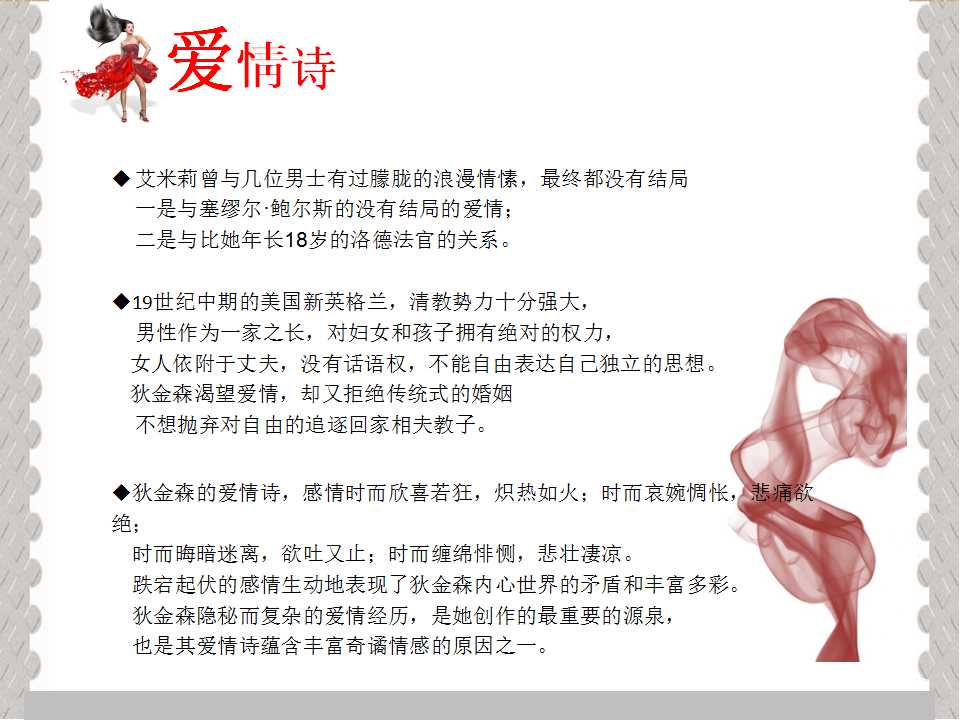 爱情诗
◆ 艾米莉曾与几位男士有过朦胧的浪漫情愫，最终都没有结局
一是与塞缪尔·鲍尔斯的没有结局的爱情；
二是与比她年长18岁的洛德法官的关系。
◆19世纪中期的美国新英格兰，清教势力十分强大，
男性作为一家之长，对妇女和孩子拥有绝对的权力，
女人依附于丈夫，没有话语权，不能自由表达自己独立的思想。
狄金森渴望爱情，却又拒绝传统式的婚姻
不想抛弃对自由的追逐回家相夫教子。
◆狄金森的爱情诗，感情时而欣喜若狂，炽热如火；时而哀婉惆怅，悲痛欲
绝；
时而晦暗迷离，欲吐又止；时而缠绵悱恻，悲壮凄凉。
跌宕起伏的感情生动地表现了狄金森内心世界的矛盾和丰富多彩。
狄金森隐秘而复杂的爱情经历，是她创作的最重要的源泉，
也是其爱情诗蕴含丰富奇谲情感的原因之一。